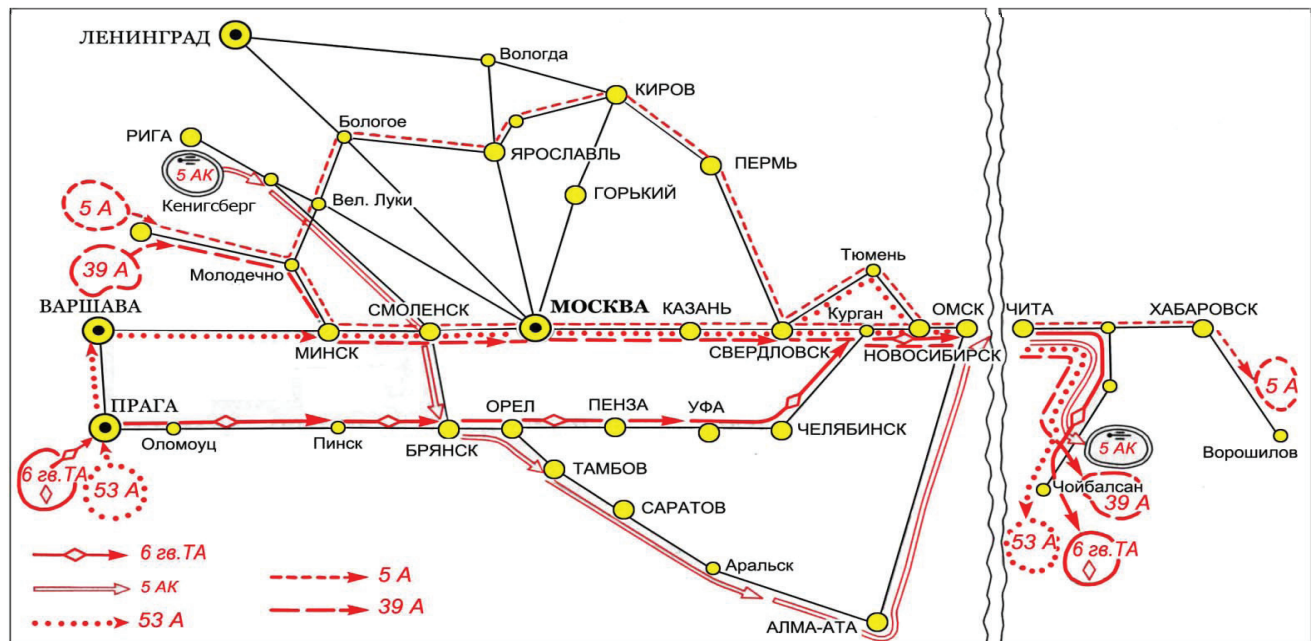 ЛЕНИНГРАД
Вологда
КИРОВ
Бологое
РИГА
ЯРОСЛАВЛЬ
ПЕРМЬ
5 АК
Кенигсберг
Вел. Луки
ГОРЬКИЙ
5 А
39 А
Молодечно
Тюмень
ВАРШАВА
СМОЛЕНСК
МОСКВА
КАЗАНЬ
Курган
ОМСК
ЧИТА
ХАБАРОВСК
МИНСК
СВЕРДЛОВСК
НОВОСИБИРСК
5 А
ПРАГА
ОРЕЛ
ПЕНЗА
УФА
Оломоуц
Пинск
БРЯНСК
ЧЕЛЯБИНСК
5 АК
Ворошилов
6 гв.ТА
53 А
ТАМБОВ
Чойбалсан
39 А
САРАТОВ
53 А
6 гв.ТА
6 гв.ТА
5 АК
53 А
5 А
39 А
Аральск
АЛМА-АТА